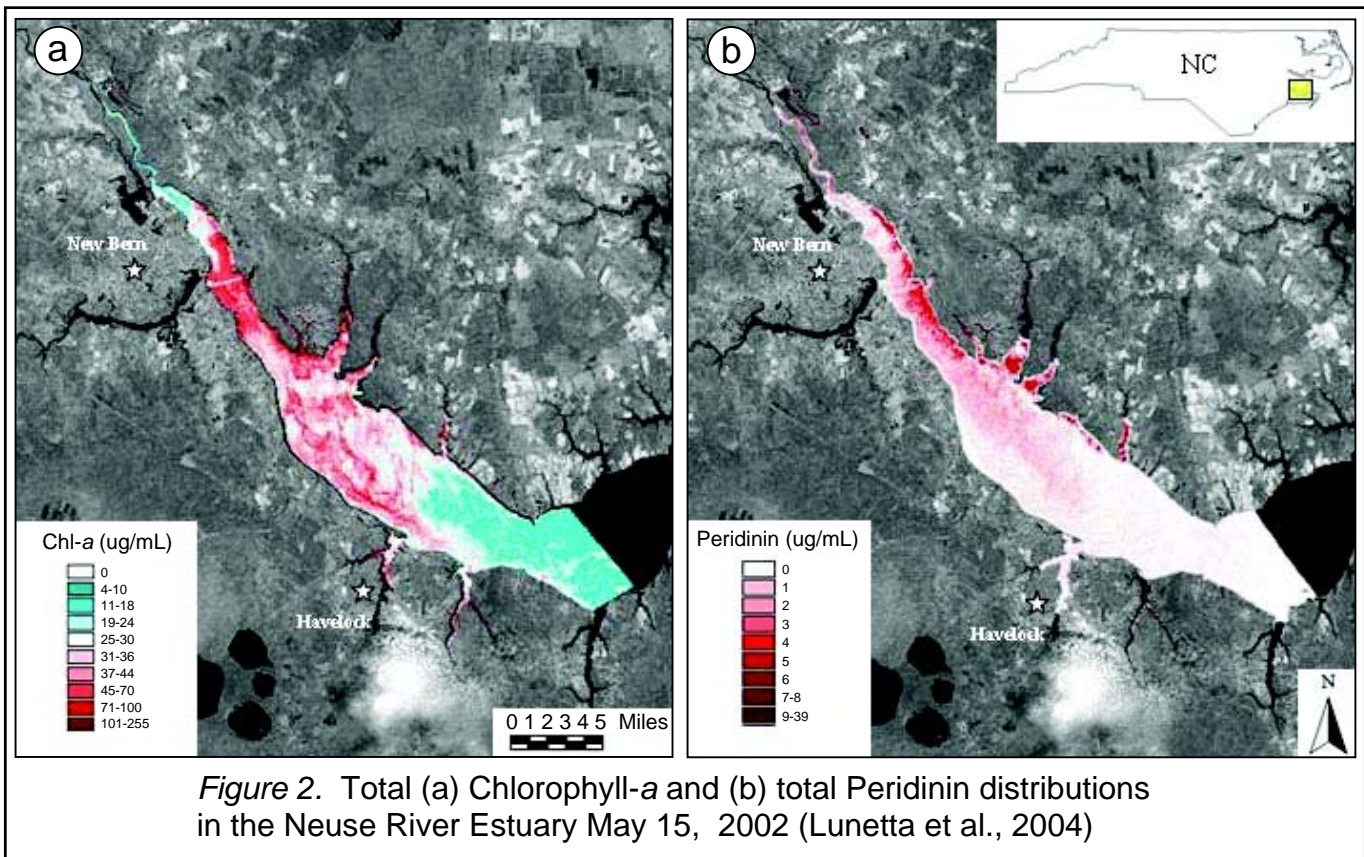 a
New Bern
Havelock
Chl-a (ug/mL)
0
4-10
11-18
19-24
25-30
31-36
37-44
45-70
71-100
101-255
0 1 2 3 4 5 Miles
b
NC
New Bern
Havelock
Peridinin (ug/mL)
0
1
2
3
4
5
6
7-8
9-39
N
Figure 2. Total (a) Chlorophyll-a and (b) total Peridinin distributions
in the Neuse River Estuary May 15, 2002 (Lunetta et al., 2004)